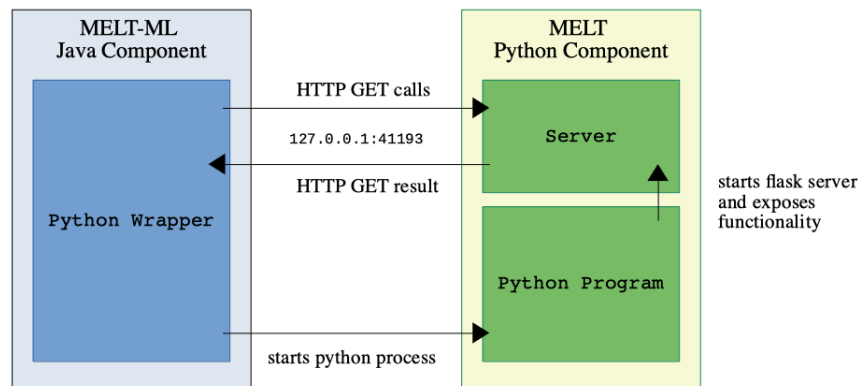 MELT-ML
Java Component
MELT
Python Component
HTTP GET calls
127.0.0.1:41193
HTTP GET result
Python Wrapper
Server
starts flask server
and exposes
functionality
Python Program
starts python process